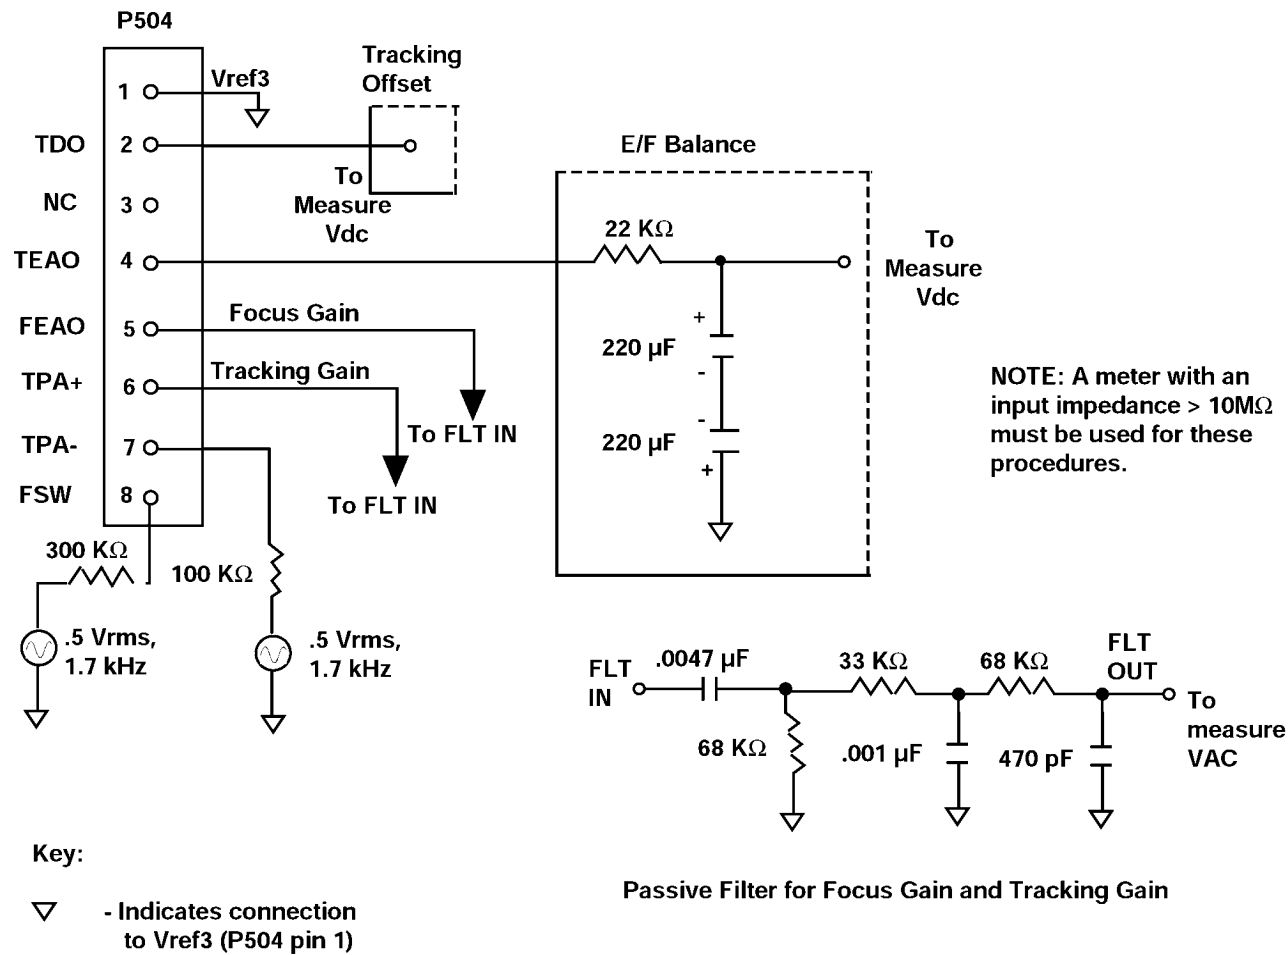 P504
1
Vref3
TDO
2
NC
3
TEAO
4
FEAO
5
TPA+
6
TPA-
7
FSW
8
Tracking
Offset
To
Measure
Vdc
Focus Gain
Tracking Gain
To FLT IN
To FLT IN
300 KΩ
100 KΩ
.5 Vrms,
1.7 kHz
.5 Vrms,
1.7 kHz
E/F Balance
22 KΩ
+
220 µF
-
-
220 µF
+
To
Measure
Vdc
NOTE: A meter with an
input impedance > 10MΩ
must be used for these
procedures.
FLT
IN
.0047 µF
68 KΩ
33 KΩ
.001 µF
68 KΩ
470 pF
FLT
OUT
To
measure
VAC
Passive Filter for Focus Gain and Tracking Gain
Key:
- Indicates connection
to Vref3 (P504 pin 1)